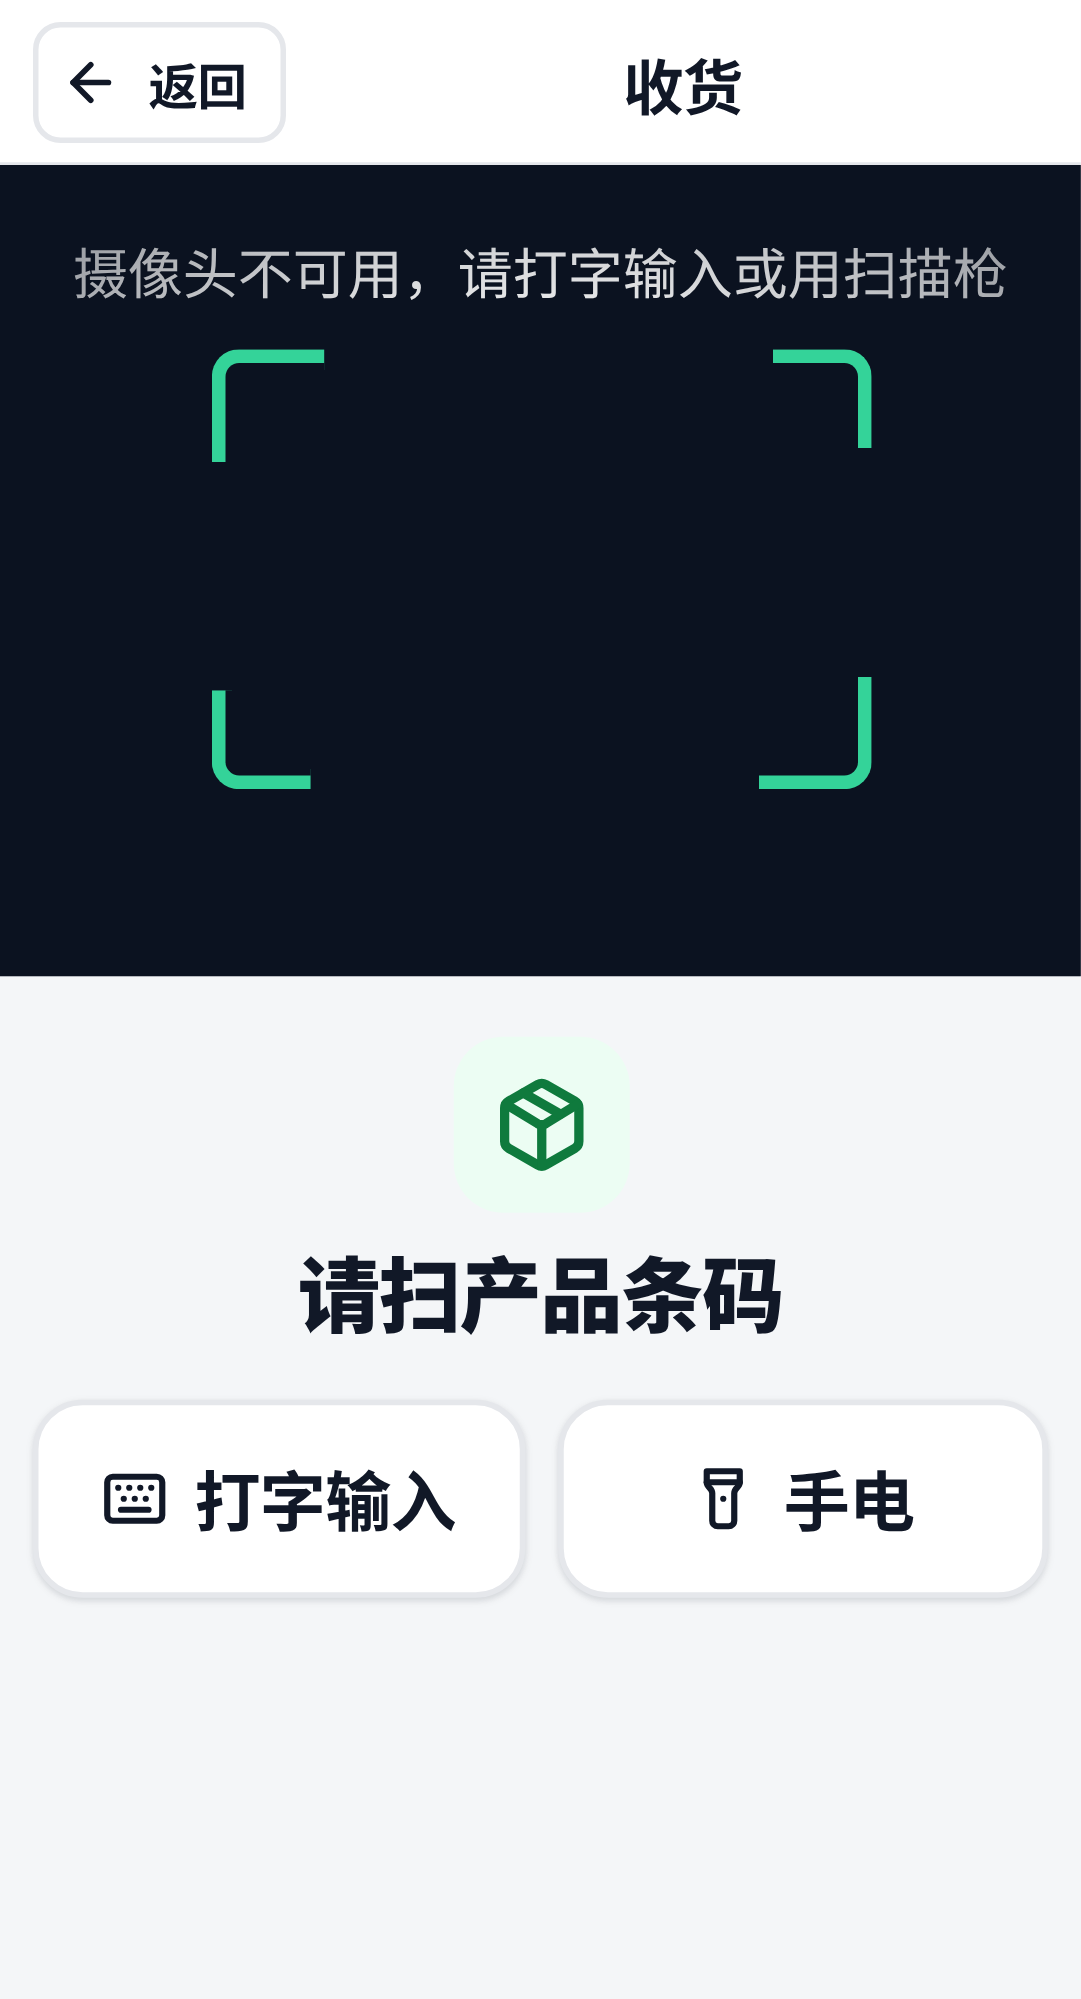 返回
收货
摄像头不可用，请打字输入或用扫描枪
请扫产品条码
打字输入
手电